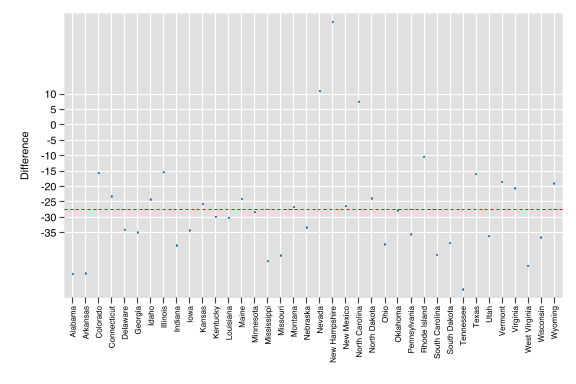 Difference
10
5
0
-5
-10
-15
-20
-25
-30
-35
Alabama
Arkansas
Colorado
Connecticut
Delaware
Georgia
Idaho
Illinois
Indiana
Iowa
Kansas
Kentucky
Louisiana
Maine
Minnesota
Mississippi
Missouri
Montana
Nebraska
Nevada
New Hampshire
New Mexico
North Carolina
North Dakota
Ohio
Oklahoma
Pennsylvania
Rhode Island
South Carolina
South Dakota
Tennessee
Texas
Utah
Vermont
Virginia
West Virginia
Wisconsin
Wyoming